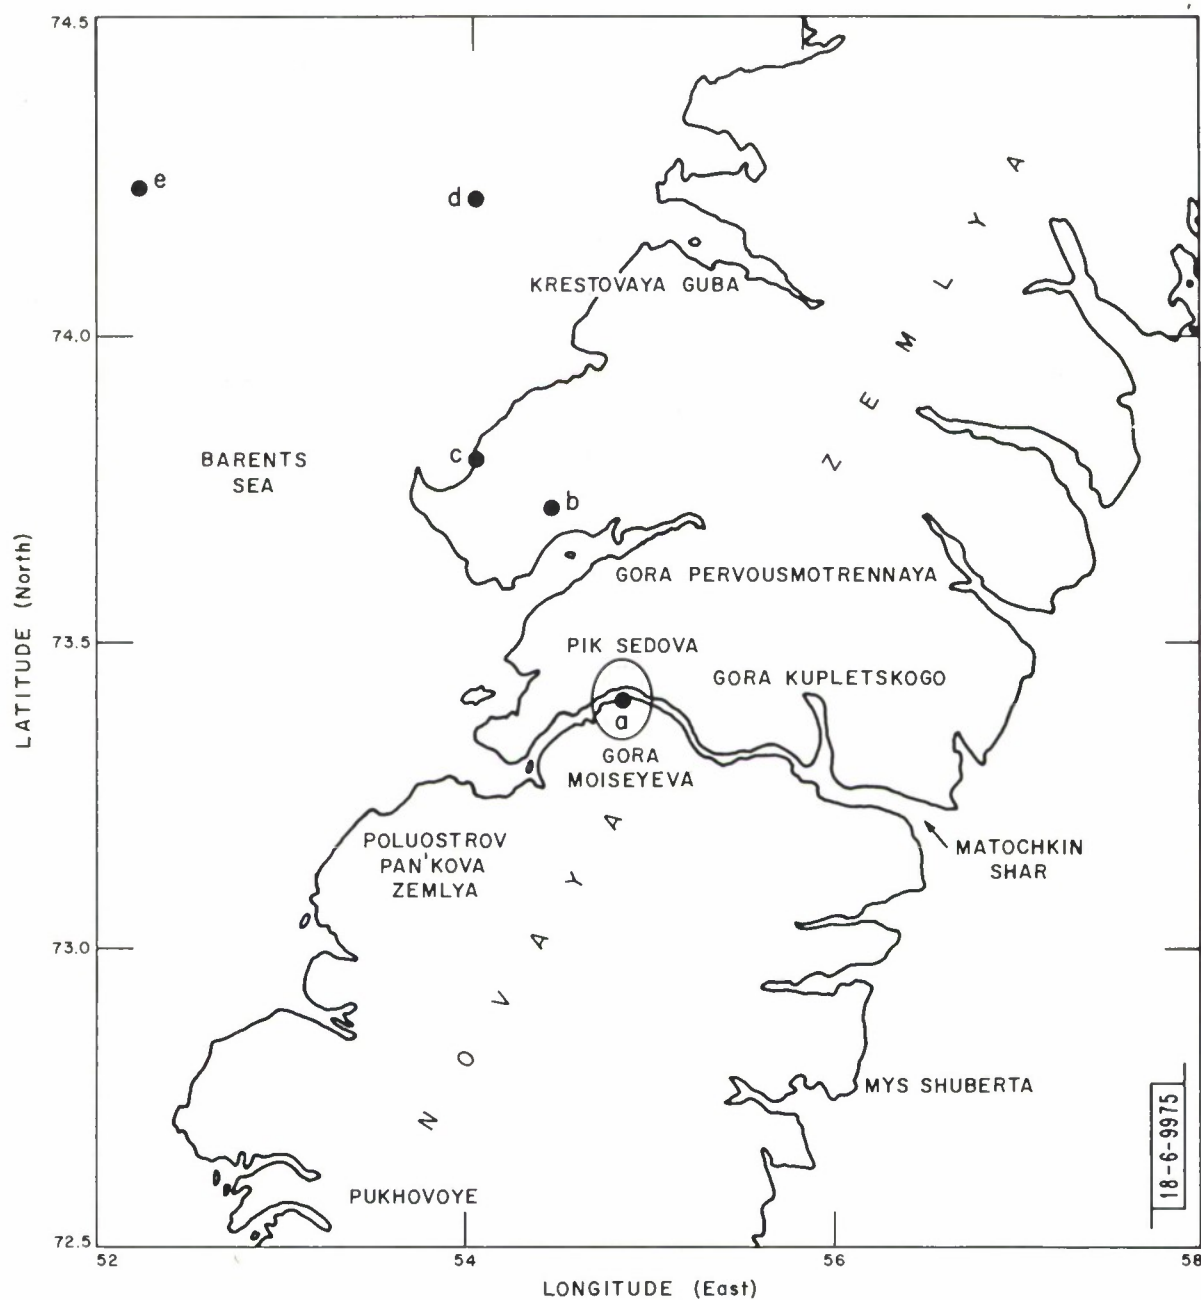 74.5
e
d
KRESTOVAYA GUBA
74.0
BARENTS
SEA
c
b
GORA PERVOUSMOTRENNAYA
LATITUDE (North)
73.5
PIK SEDOVA
GORA KUPLETSKOGO
a
GORA
MOISEYEVA
POLUOSTROV
PAN'KOVA
ZEMLYA
MATOCHKIN
SHAR
73.0
NOVAYA
ZEMLYA
MYS SHUBERTA
PUKHOVOYE
18-6-9975
72.5
52
54
56
58
LONGITUDE (East)